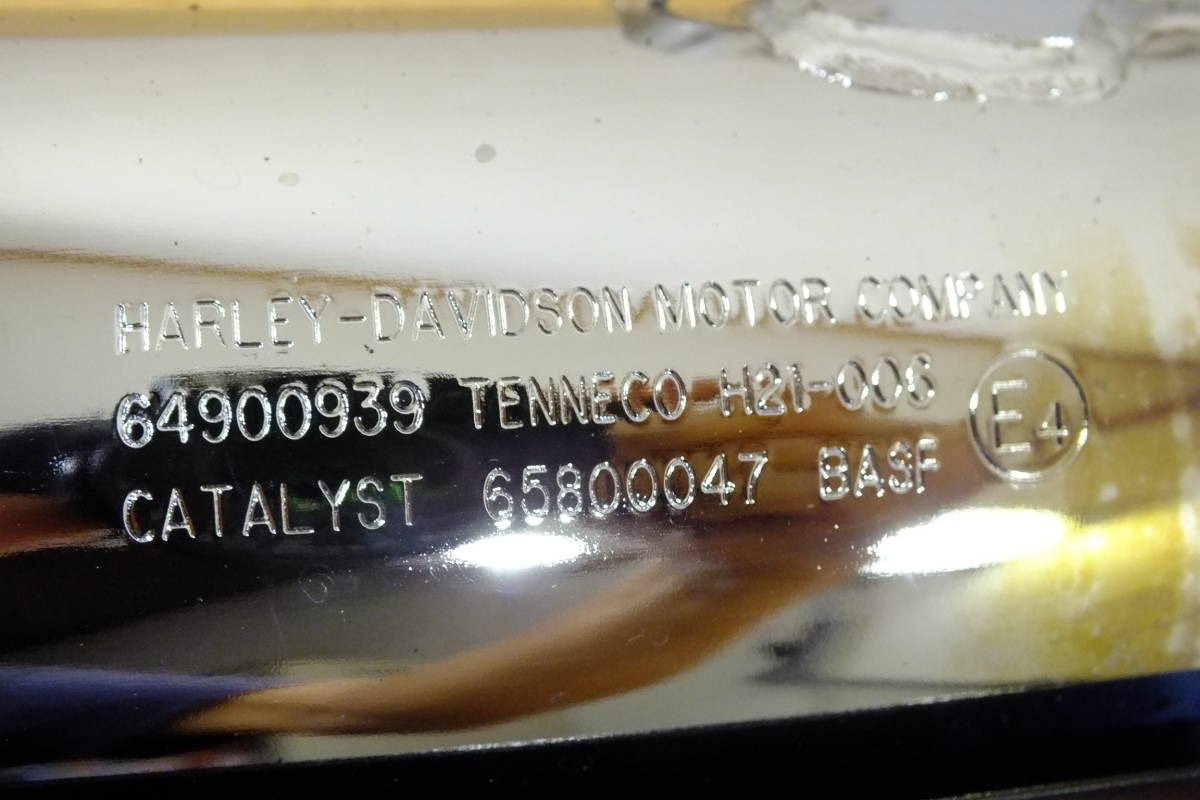 HARLEY-DAVIDSON MOTOR COMPANY
64900939 TENNECO H21-006
CATALYST 65800047 BASF
E4